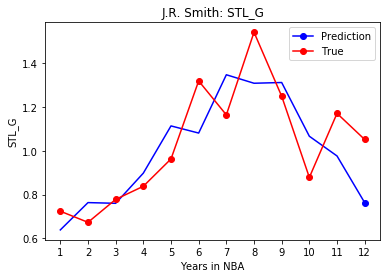 J.R. Smith: STL_G
Prediction
True
STL_G
1.4
1.2
1.0
0.8
0.6
1 2 3 4 5 6 7 8 9 10 11 12
Years in NBA